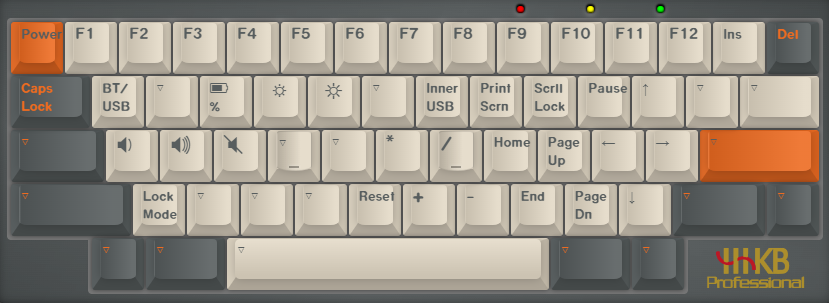 Power F1 F2 F3 F4 F5 F6 F7 F8 F9 F10 F11 F12 Ins Del
Caps Lock BT/ USB % Inner USB Print Scrn Scrll Lock Pause ↑
* / Home Page Up ← →
Lock Mode Reset + - End Page Dn ↓
HHKB
Professional